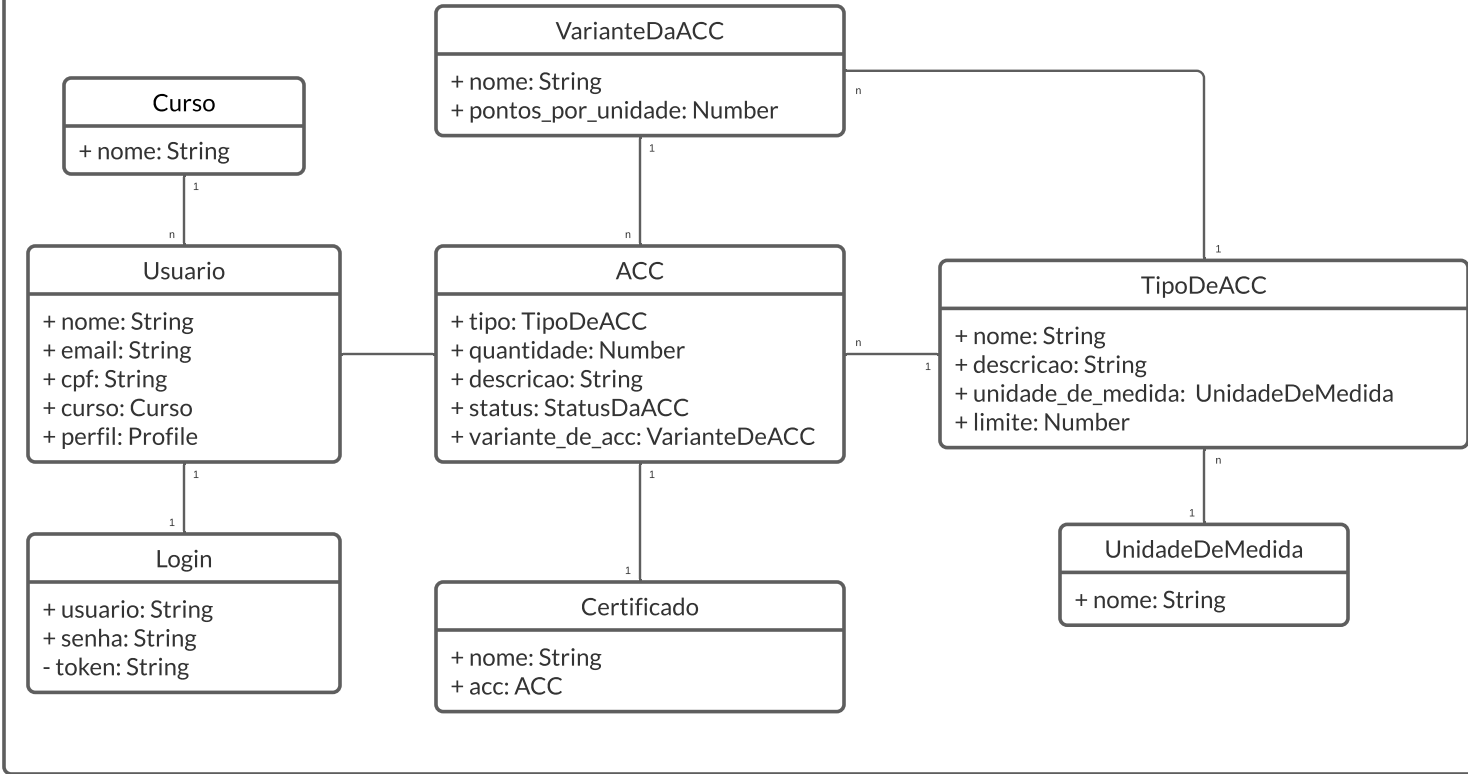 VarianteDaACC
+ nome: String
+ pontos_por_unidade: Number
n
1
Curso
+ nome: String
1
n
n
1
Usuario
+ nome: String
+ email: String
+ cpf: String
+ curso: Curso
+ perfil: Profile
1
1
ACC
+ tipo: TipoDeACC
+ quantidade: Number
+ descricao: String
+ status: StatusDaACC
+ variante_de_acc: VarianteDeACC
n
1
1
1
TipoDeACC
+ nome: String
+ descricao: String
+ unidade_de_medida: UnidadeDeMedida
+ limite: Number
n
1
Login
+ usuario: String
+ senha: String
- token: String
Certificado
+ nome: String
+ acc: ACC
UnidadeDeMedida
+ nome: String